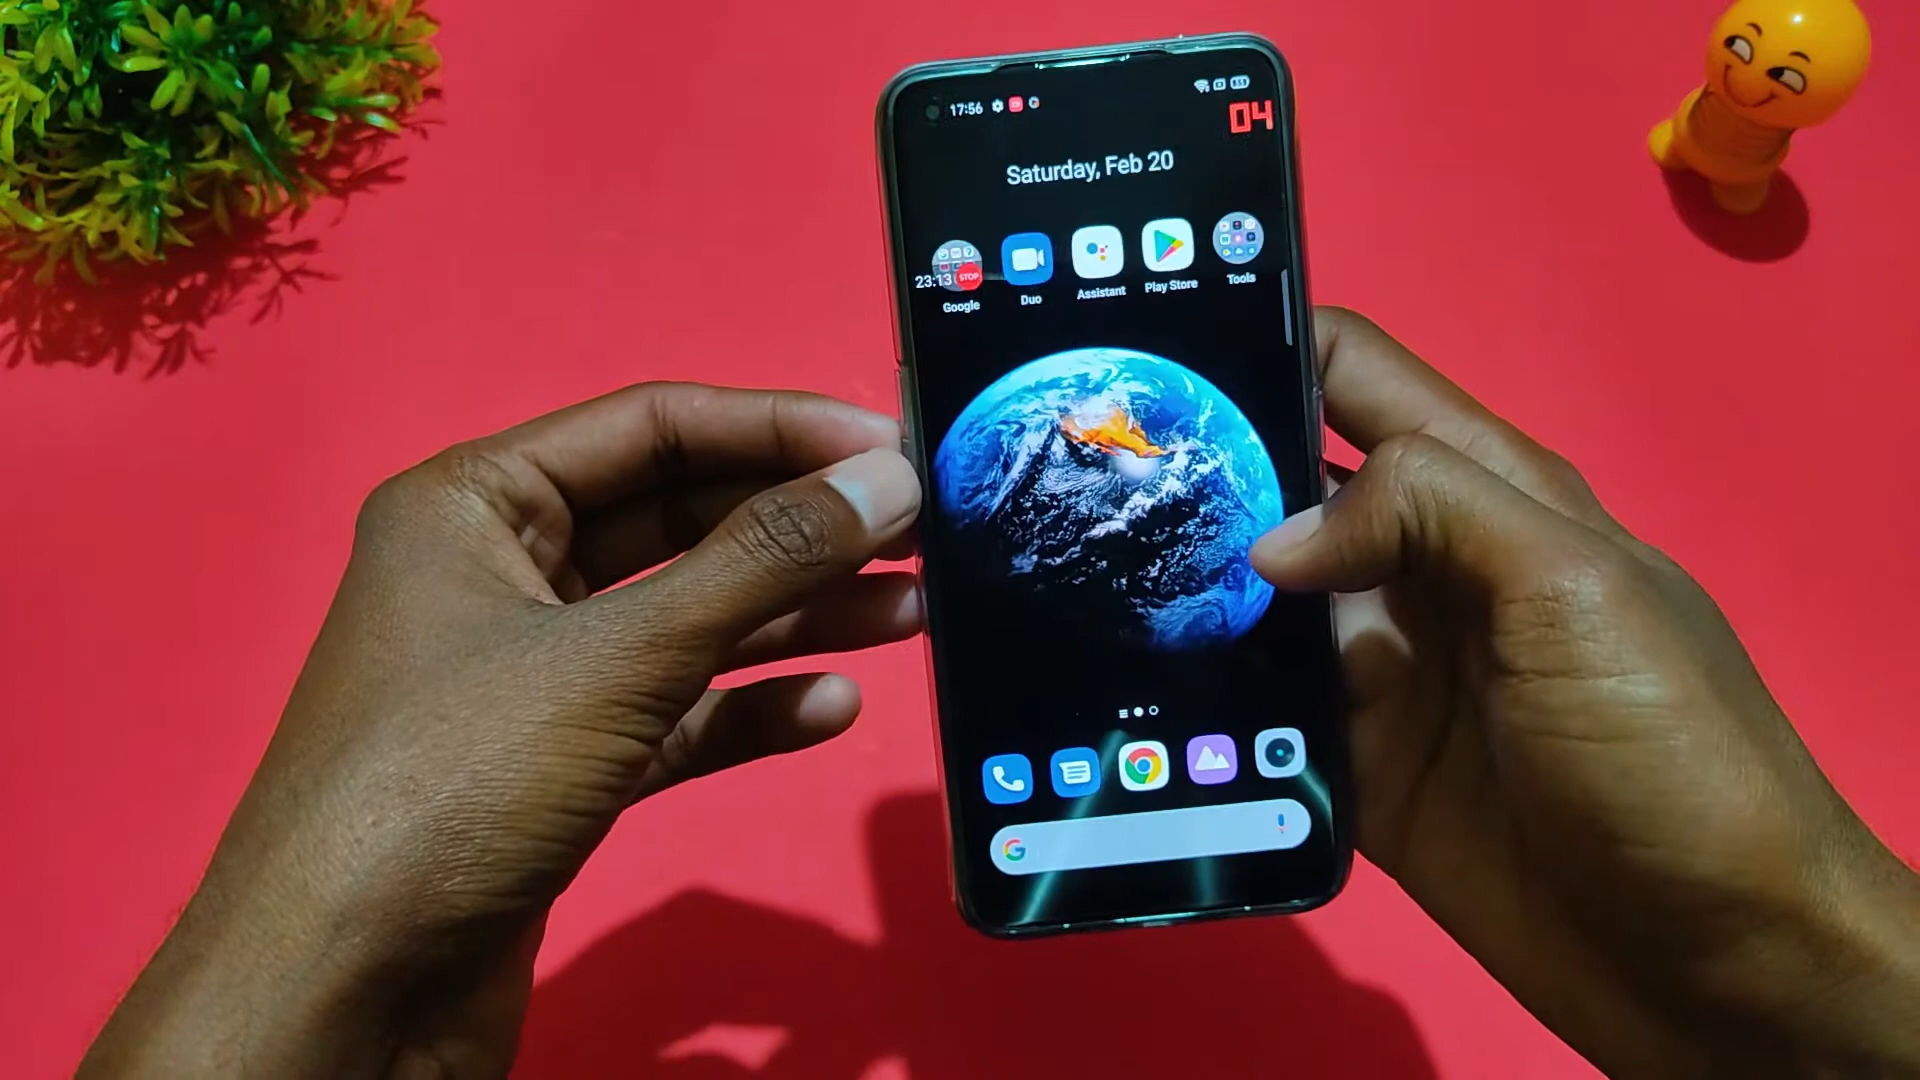 17:56
04
Saturday, Feb 20
23:13 STOP
Google
Duo
Assistant
Play Store
Tools